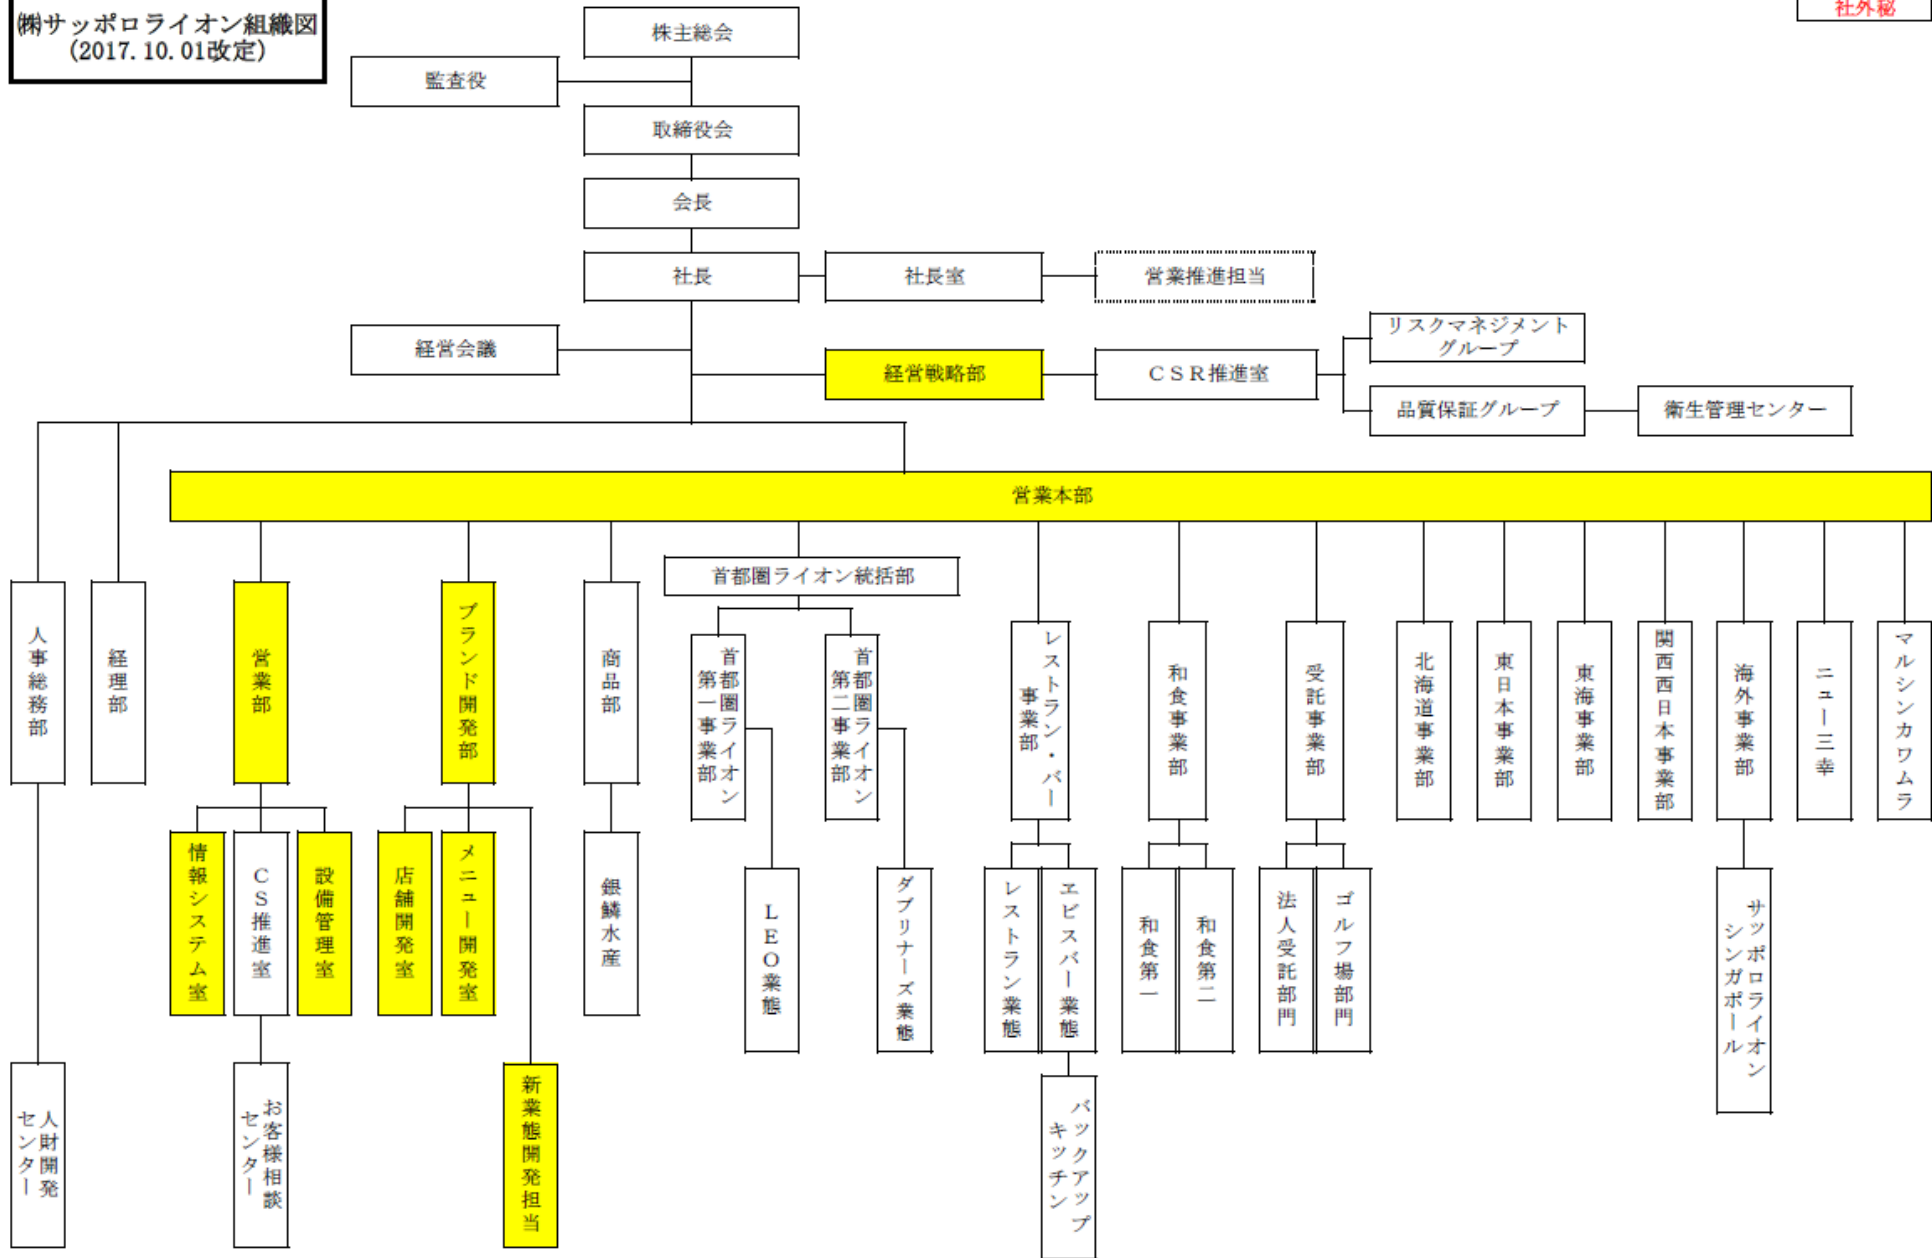 ㈱サッポロライオン組織図
(2017.10.01改定)
社外秘
株主総会
監査役
取締役会
会長
社長
社長室
営業推進担当
経営会議
経営戦略部
ＣＳＲ推進室
リスクマネジメント
グループ
品質保証グループ
衛生管理センター
営業本部
首都圏ライオン統括部
人事総務部
経理部
営業部
ブランド開発部
商品部
首都圏ライオン
第一事業部
首都圏ライオン
第二事業部
レストラン・バー
事業部
和食事業部
受託事業部
北海道事業部
東日本事業部
東海事業部
関西西日本事業部
海外事業部
ニュー三幸
マルシンカワムラ
情報システム室
ＣＳ推進室
設備管理室
店舗開発室
メニュー開発室
銀鱗水産
ＬＥＯ業態
ダブリナーズ業態
レストラン業態
ヱビスバー業態
和食第一
和食第二
法人受託部門
ゴルフ場部門
サッポロライオン
シンガポール
人財開発
センター
お客様相談
センター
新業態開発担当
バックアップ
キッチン